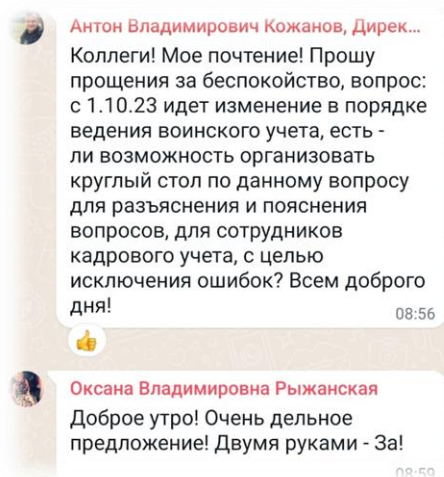 Антон Владимирович Кожанов, Дирек...
Коллеги! Мое почтение! Прошу
прощения за беспокойство, вопрос:
с 1.10.23 идет изменение в порядке
ведения воинского учета, есть -
ли возможность организовать
круглый стол по данному вопросу
для разъяснения и пояснения
вопросов, для сотрудников
кадрового учета, с целью
исключения ошибок? Всем доброго
дня!
08:56
Оксана Владимировна Рыжанская
Доброе утро! Очень дельное
предложение! Двумя руками - За!
08:59